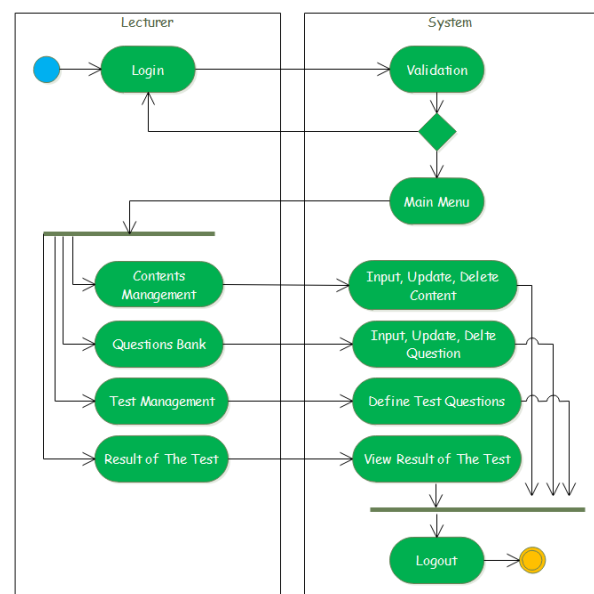 Lecturer
System
Login
Validation
Main Menu
Contents
Management
Input, Update, Delete
Content
Questions Bank
Input, Update, Delte
Question
Test Management
Define Test Questions
Result of The Test
View Result of The Test
Logout